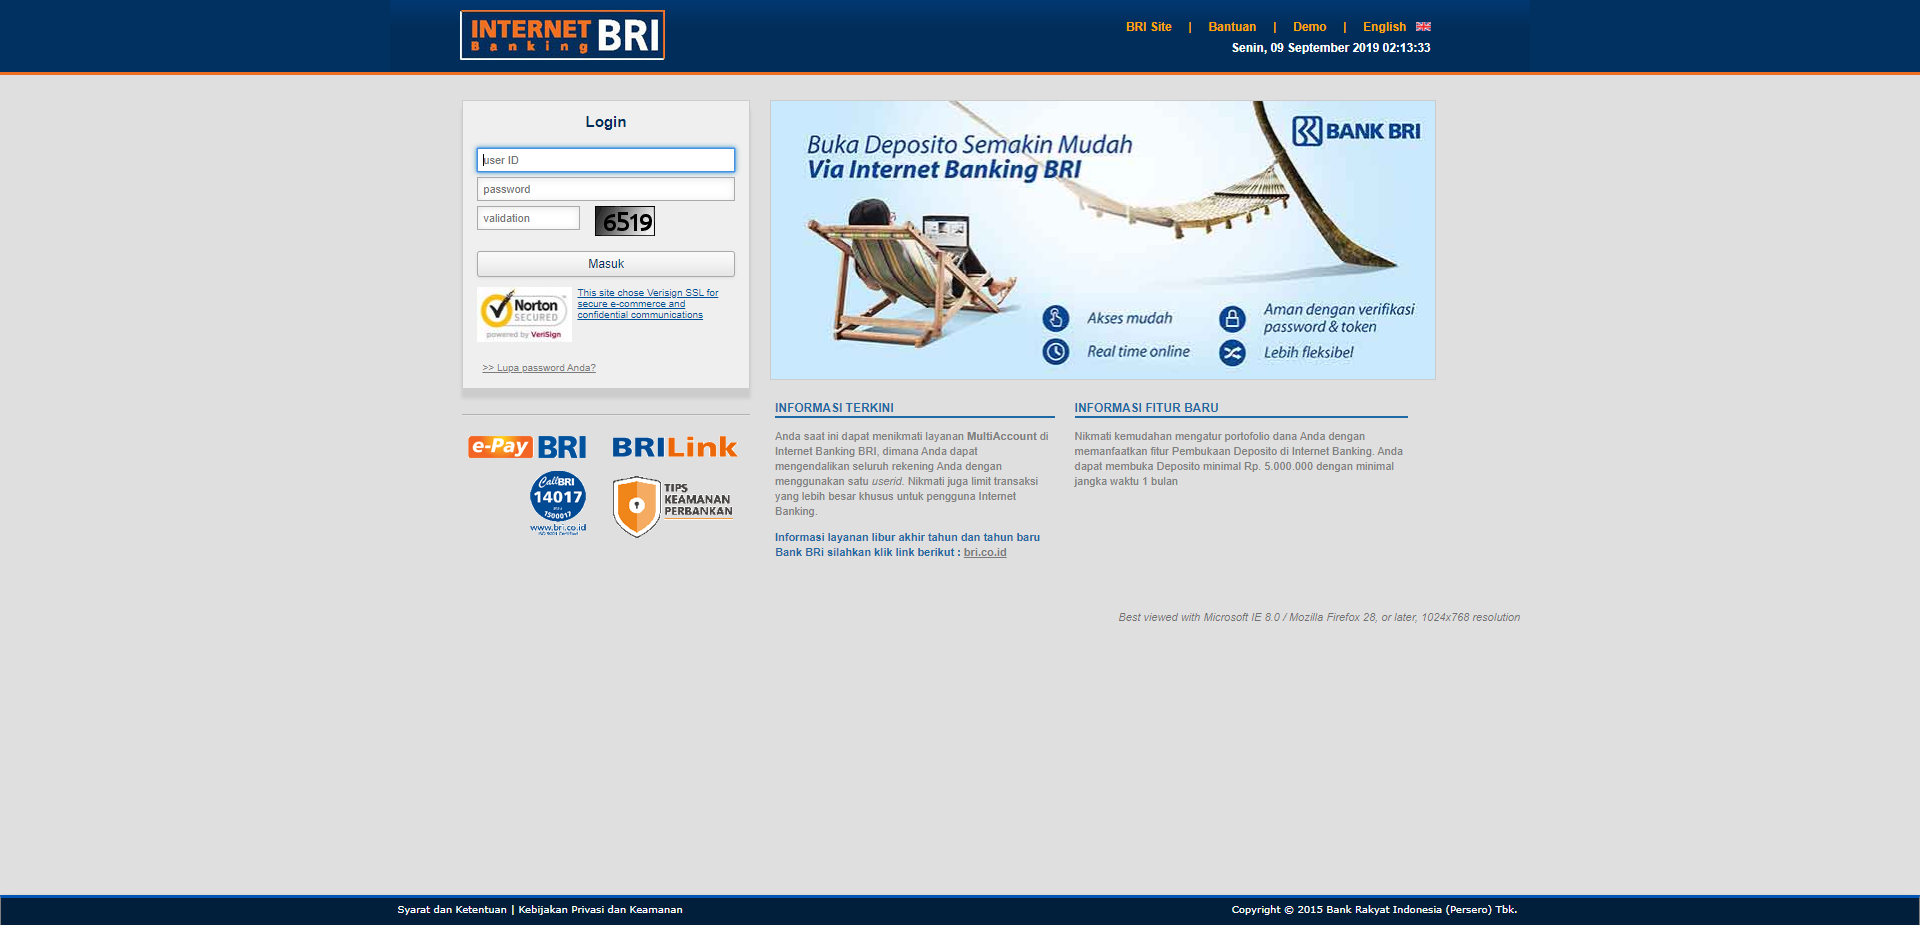 INTERNET
Banking
BRI
BRI Site | Bantuan | Demo | English
Senin, 09 September 2019 02:13:33
Login
user ID
password
validation
6519
Masuk
Norton
SECURED
powered by VeriSign
This site chose Verisign SSL for
secure e-commerce and
confidential communications
>> Lupa password Anda?
e-Pay BRI
BRILink
CallBRI
14017
1500017
www.bri.co.id
ISO 9001 Certified
TIPS
KEAMANAN
PERBANKAN
Buka Deposito Semakin Mudah
Via Internet Banking BRI
BANK BRI
Akses mudah
Real time online
Aman dengan verifikasi
password & token
Lebih fleksibel
INFORMASI TERKINI
Anda saat ini dapat menikmati layanan MultiAccount di
Internet Banking BRI, dimana Anda dapat
mengendalikan seluruh rekening Anda dengan
menggunakan satu userid. Nikmati juga limit transaksi
yang lebih besar khusus untuk pengguna Internet
Banking.
Informasi layanan libur akhir tahun dan tahun baru
Bank BRi silahkan klik link berikut : bri.co.id
INFORMASI FITUR BARU
Nikmati kemudahan mengatur portofolio dana Anda dengan
memanfaatkan fitur Pembukaan Deposito di Internet Banking. Anda
dapat membuka Deposito minimal Rp. 5.000.000 dengan minimal
jangka waktu 1 bulan
Best viewed with Microsoft IE 8.0 / Mozilla Firefox 28, or later, 1024x768 resolution
Syarat dan Ketentuan | Kebijakan Privasi dan Keamanan
Copyright © 2015 Bank Rakyat Indonesia (Persero) Tbk.